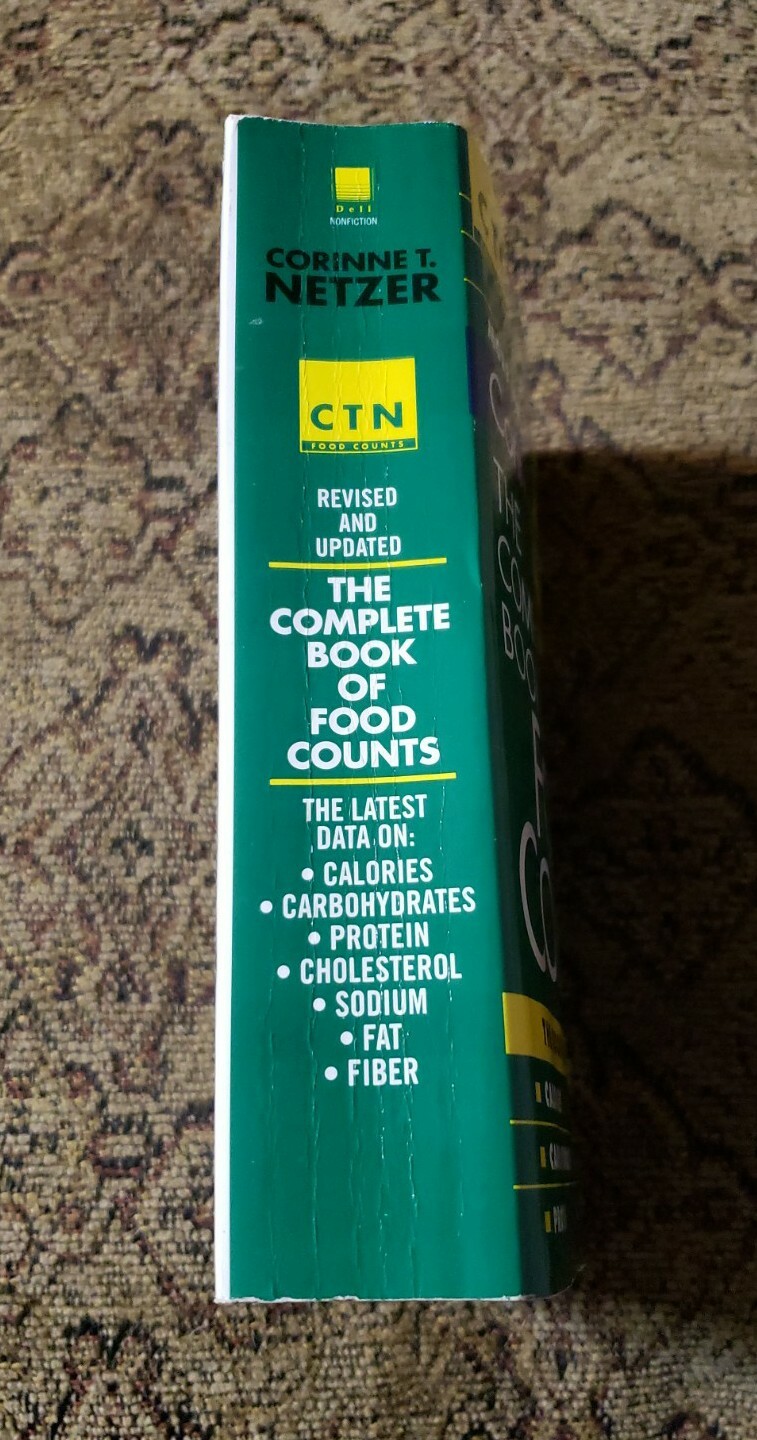 Dell
NONFICTION
CORINNE T.
NETZER
CTN
FOOD COUNTS
REVISED
AND
UPDATED
THE
COMPLETE
BOOK
OF
FOOD
COUNTS
THE LATEST
DATA ON:
• CALORIES
• CARBOHYDRATES
• PROTEIN
• CHOLESTEROL
• SODIUM
• FAT
• FIBER
THE